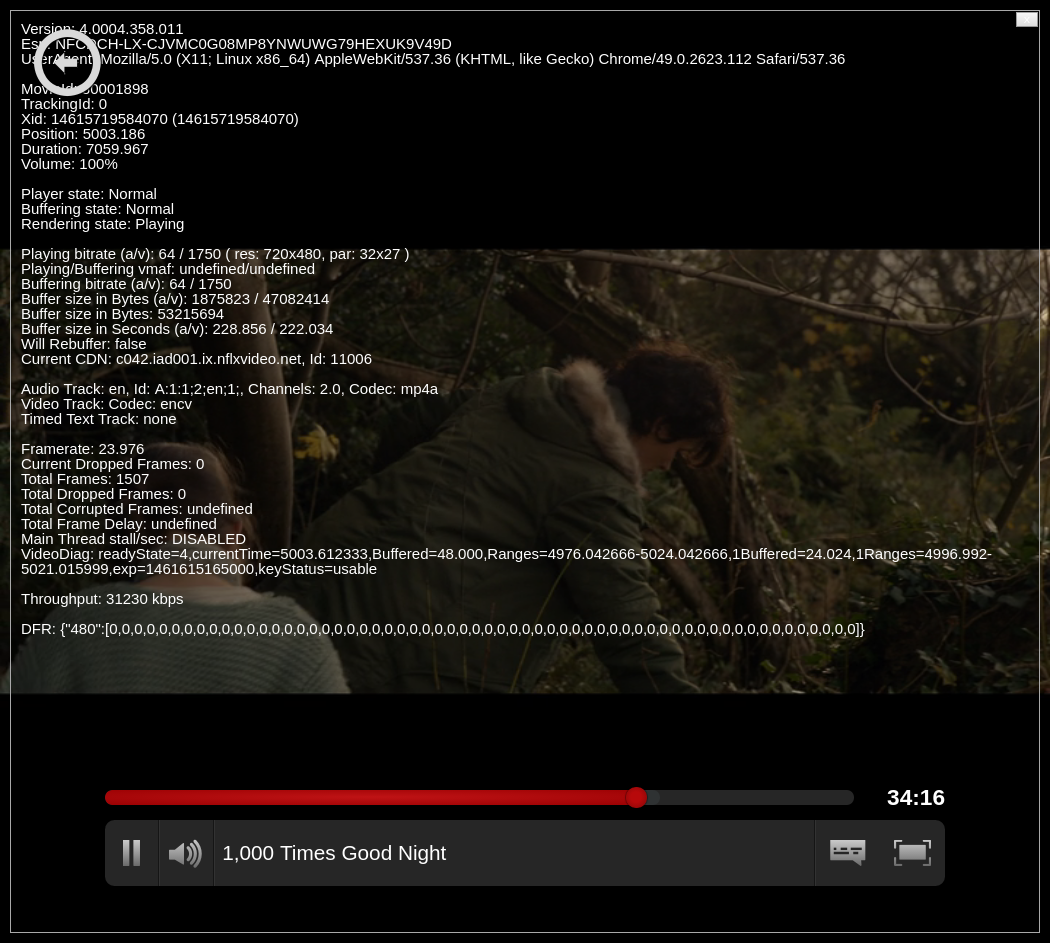 Version: 4.0004.358.011
Esn: NFCDCH-LX-CJVMC0G08MP8YNWUWG79HEXUK9V49D
UserAgent: Mozilla/5.0 (X11; Linux x86_64) AppleWebKit/537.36 (KHTML, like Gecko) Chrome/49.0.2623.112 Safari/537.36
MovieId: 80001898
TrackingId: 0
Xid: 14615719584070 (14615719584070)
Position: 5003.186
Duration: 7059.967
Volume: 100%
Player state: Normal
Buffering state: Normal
Rendering state: Playing
Playing bitrate (a/v): 64 / 1750 ( res: 720x480, par: 32x27 )
Playing/Buffering vmaf: undefined/undefined
Buffering bitrate (a/v): 64 / 1750
Buffer size in Bytes (a/v): 1875823 / 47082414
Buffer size in Bytes: 53215694
Buffer size in Seconds (a/v): 228.856 / 222.034
Will Rebuffer: false
Current CDN: c042.iad001.ix.nflxvideo.net, Id: 11006
Audio Track: en, Id: A:1:1;2;en;1;, Channels: 2.0, Codec: mp4a
Video Track: Codec: encv
Timed Text Track: none
Framerate: 23.976
Current Dropped Frames: 0
Total Frames: 1507
Total Dropped Frames: 0
Total Corrupted Frames: undefined
Total Frame Delay: undefined
Main Thread stall/sec: DISABLED
VideoDiag: readyState=4,currentTime=5003.612333,Buffered=48.000,Ranges=4976.042666-5024.042666,1Buffered=24.024,1Ranges=4996.992-
5021.015999,exp=1461615165000,keyStatus=usable
Throughput: 31230 kbps
DFR: {"480":[0,0,0,0,0,0,0,0,0,0,0,0,0,0,0,0,0,0,0,0,0,0,0,0,0,0,0,0,0,0,0,0,0,0,0,0,0,0,0,0,0,0,0,0,0,0,0,0,0,0,0,0,0,0,0,0,0,0,0,0]}
34:16
1,000 Times Good Night